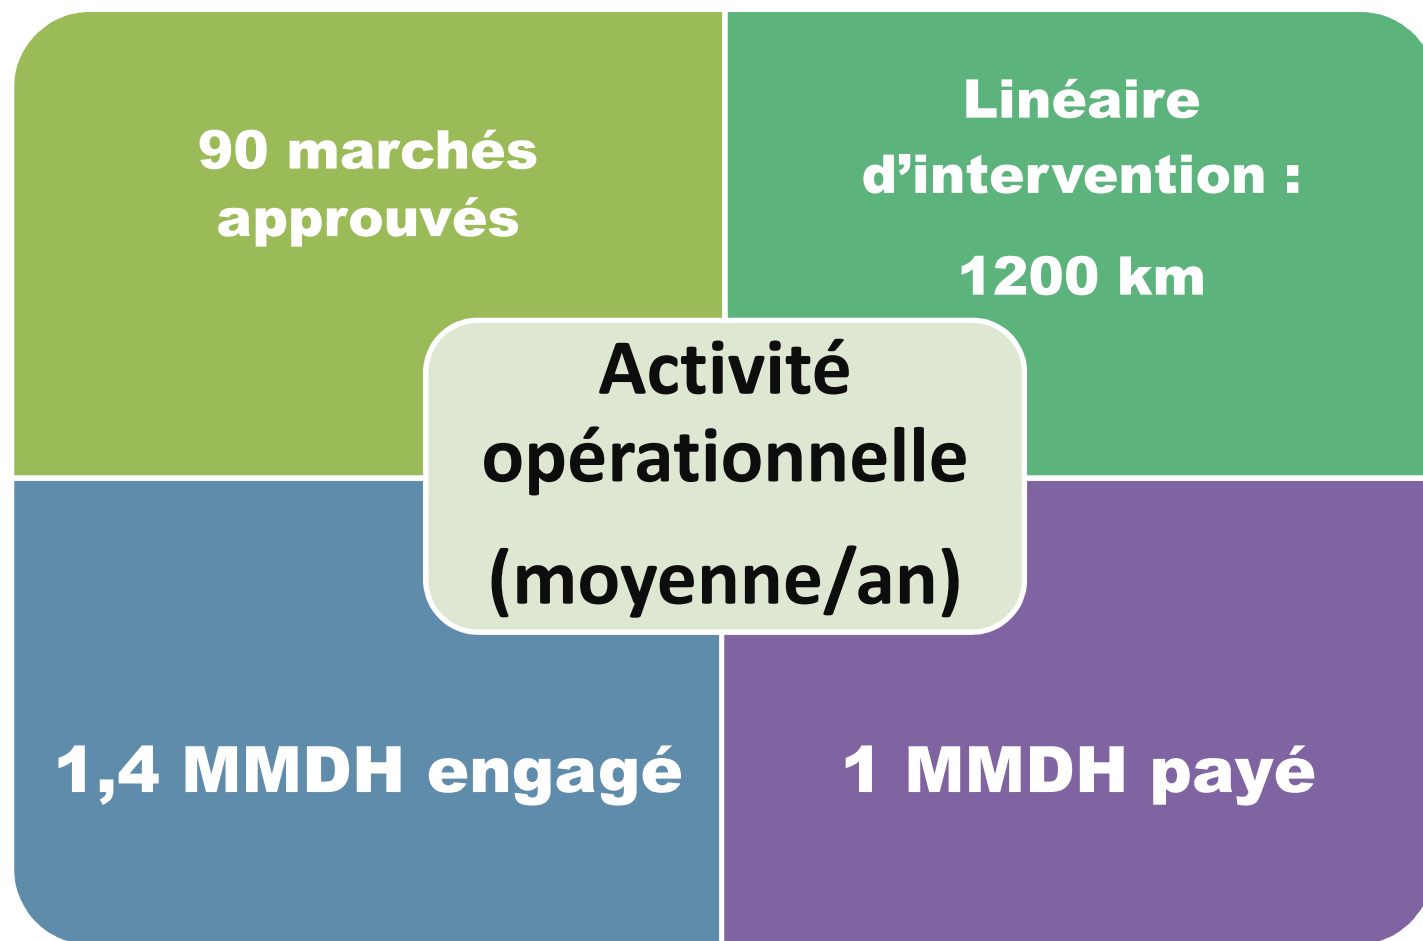 90 marchés
approuvés
Linéaire
d’intervention :
1200 km
Activité
opérationnelle
(moyenne/an)
1,4 MMDH engagé
1 MMDH payé